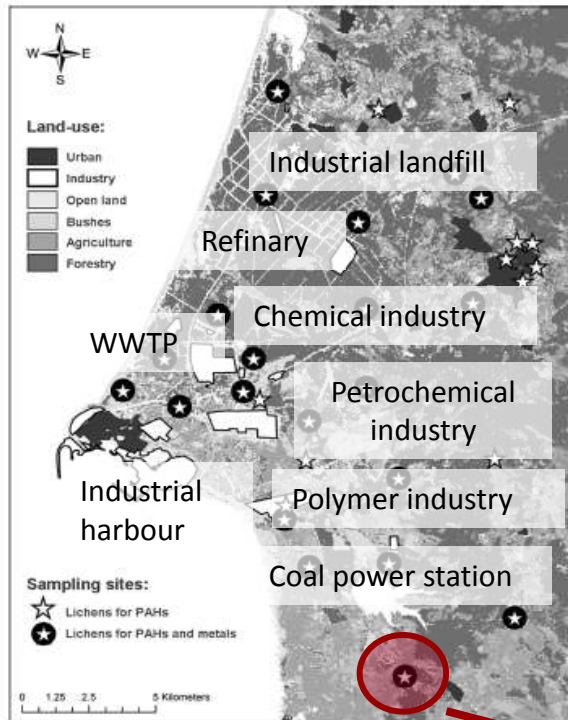 N
W E
S
Land-use:
Urban
Industry
Open land
Bushes
Agriculture
Forestry
Industrial landfill
Refinary
Chemical industry
WWTP
Petrochemical
industry
Industrial
harbour
Polymer industry
Coal power station
Sampling sites:
Lichens for PAHs
Lichens for PAHs and metals
0 1.25 2.5 5 Kilometers